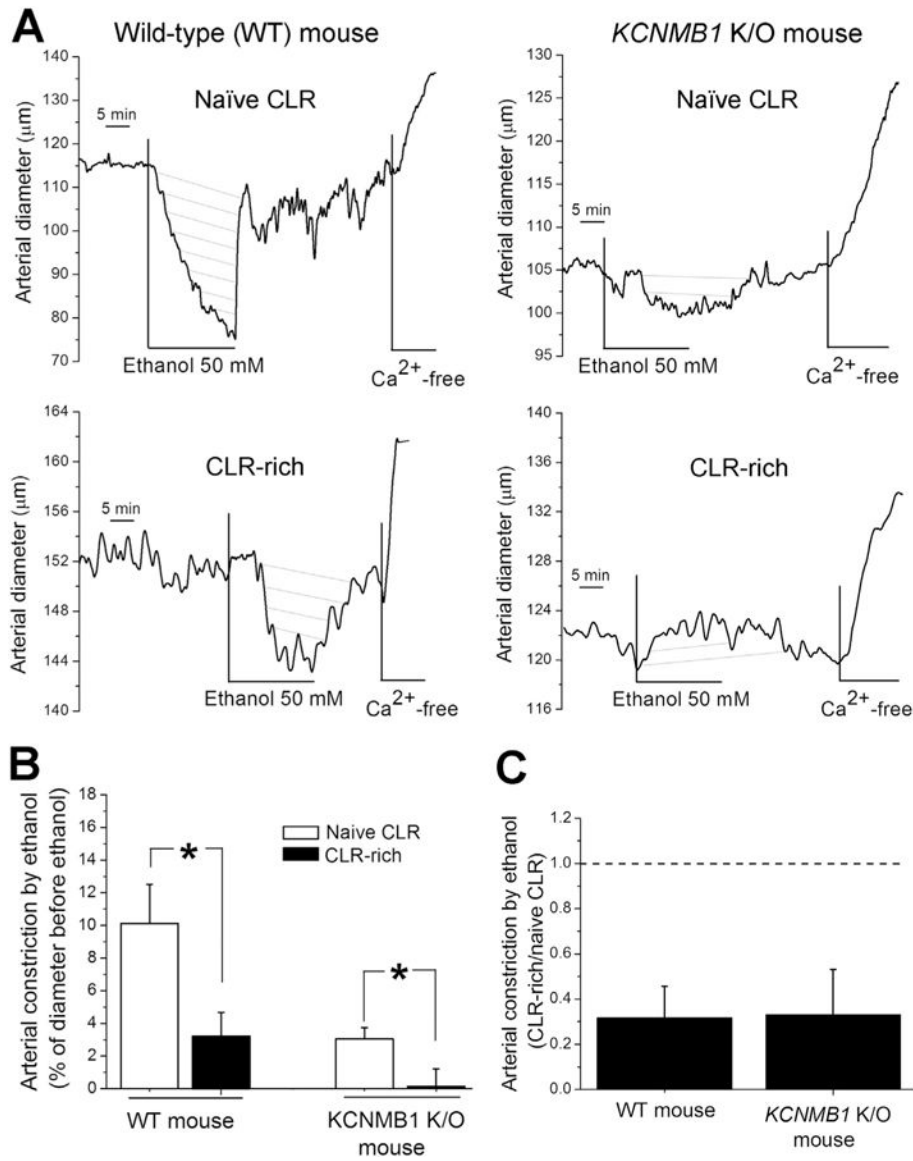 A
Wild-type (WT) mouse
KCNMB1 K/O mouse
Arterial diameter (μm)
140
130
120
110
100
90
80
70
5 min
Naïve CLR
Ethanol 50 mM
Ca2+-free
Arterial diameter (μm)
130
125
120
115
110
105
100
95
5 min
Naïve CLR
Ethanol 50 mM
Ca2+-free
Arterial diameter (μm)
164
160
156
152
148
144
140
5 min
CLR-rich
Ethanol 50 mM
Ca2+-free
Arterial diameter (μm)
140
136
132
128
124
120
116
5 min
CLR-rich
Ethanol 50 mM
Ca2+-free
B
Arterial constriction by ethanol
(% of diameter before ethanol)
18
16
14
12
10
8
6
4
2
0
Naive CLR
CLR-rich
*
*
WT mouse
KCNMB1 K/O
mouse
C
Arterial constriction by ethanol
(CLR-rich/naive CLR)
1.2
1.0
0.8
0.6
0.4
0.2
0.0
WT mouse
KCNMB1 K/O
mouse